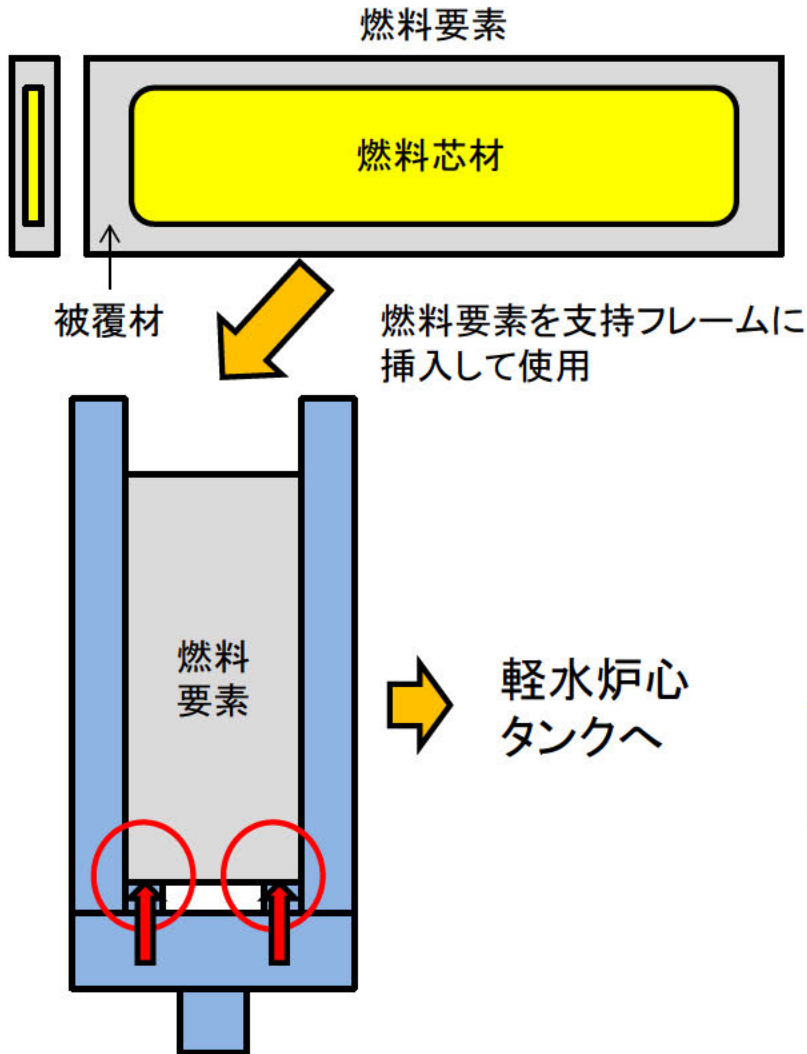 燃料要素
燃料芯材
被覆材
燃料要素を支持フレームに
挿入して使用
燃料
要素
軽水炉心
タンクへ